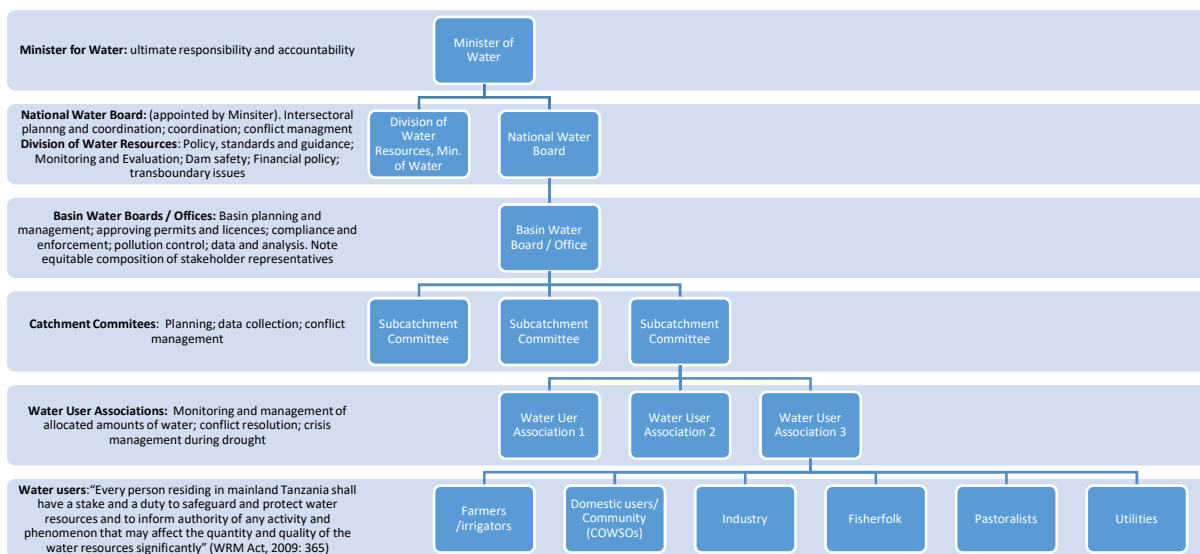 Minister for Water: ultimate responsibility and accountability
Minister of
Water
National Water Board: (appointed by Minsiter). Intersectoral
plannng and coordination; coordination; conflict managment
Division of Water Resources: Policy, standards and guidance;
Monitoring and Evaluation; Dam safety; Financial policy;
transboundary issues
Division of
Water
Resources, Min.
of Water
National Water
Board
Basin Water Boards / Offices: Basin planning and
management; approving permits and licences; compliance and
enforcement; pollution control; data and analysis. Note
equitable composition of stakeholder representatives
Basin Water
Board / Office
Catchment Commitees: Planning; data collection; conflict
management
Subcatchment
Committee
Subcatchment
Committee
Subcatchment
Committee
Water User Associations: Monitoring and management of
allocated amounts of water; conflict resolution; crisis
management during drought
Water Uer
Association 1
Water User
Association 2
Water User
Association 3
Water users:“Every person residing in mainland Tanzania shall
have a stake and a duty to safeguard and protect water
resources and to inform authority of any activity and
phenomenon that may affect the quantity and quality of the
water resources significantly” (WRM Act, 2009: 365)
Farmers
/irrigators
Domestic users/
Community
(COWSOs)
Industry
Fisherfolk
Pastoralists
Utilities